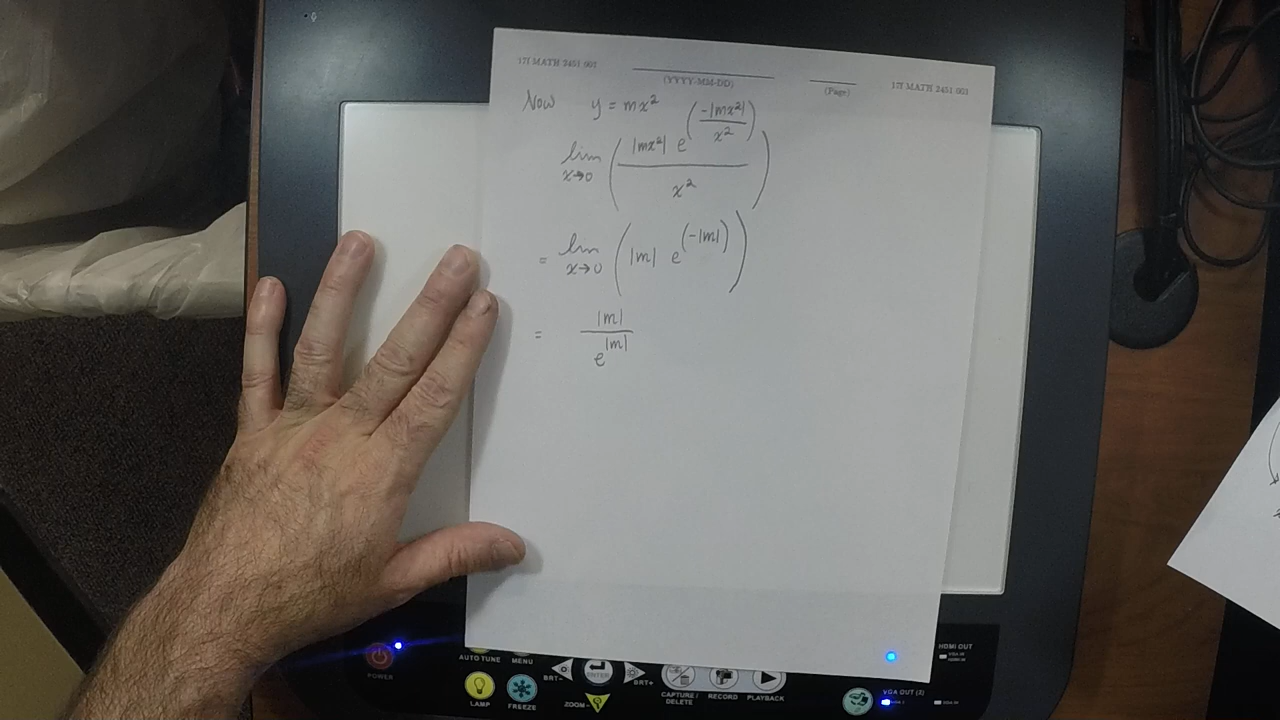 17I MATH 3451 001
(YYYY-MM-DD)
(Page)
17I MATH 3451 001
Now y = mx²
lim x→0 ( |mx²| e^(-|mx²|/x²) / x² )
= lim x→0 ( |m| e^(-|m|) )
= |m| / e^|m|
POWER
AUTO TUNE
MENU
BRT-
ENTER
BRT+
LAMP
FREEZE
ZOOM-
CAPTURE/
DELETE
RECORD
PLAYBACK
HDMI OUT
VGA OUT (2)